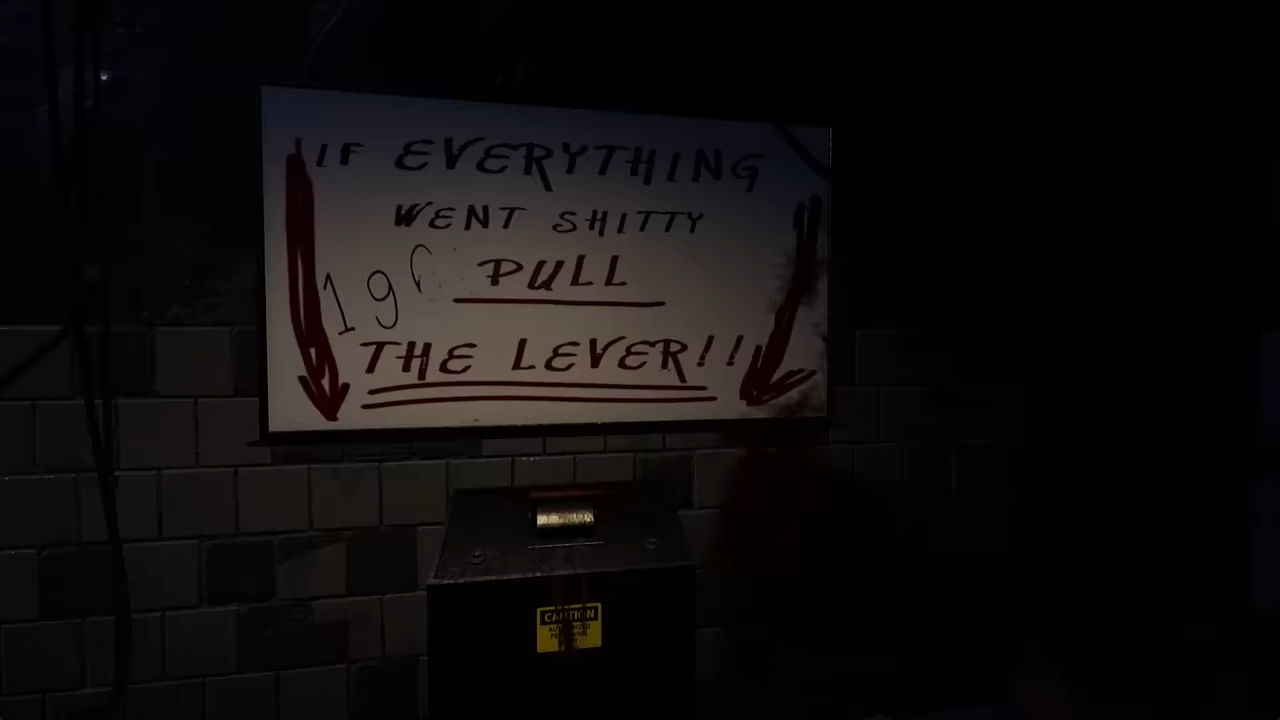 IF EVERYTHING
WENT SHITTY
PULL
THE LEVER!!
CAUTION